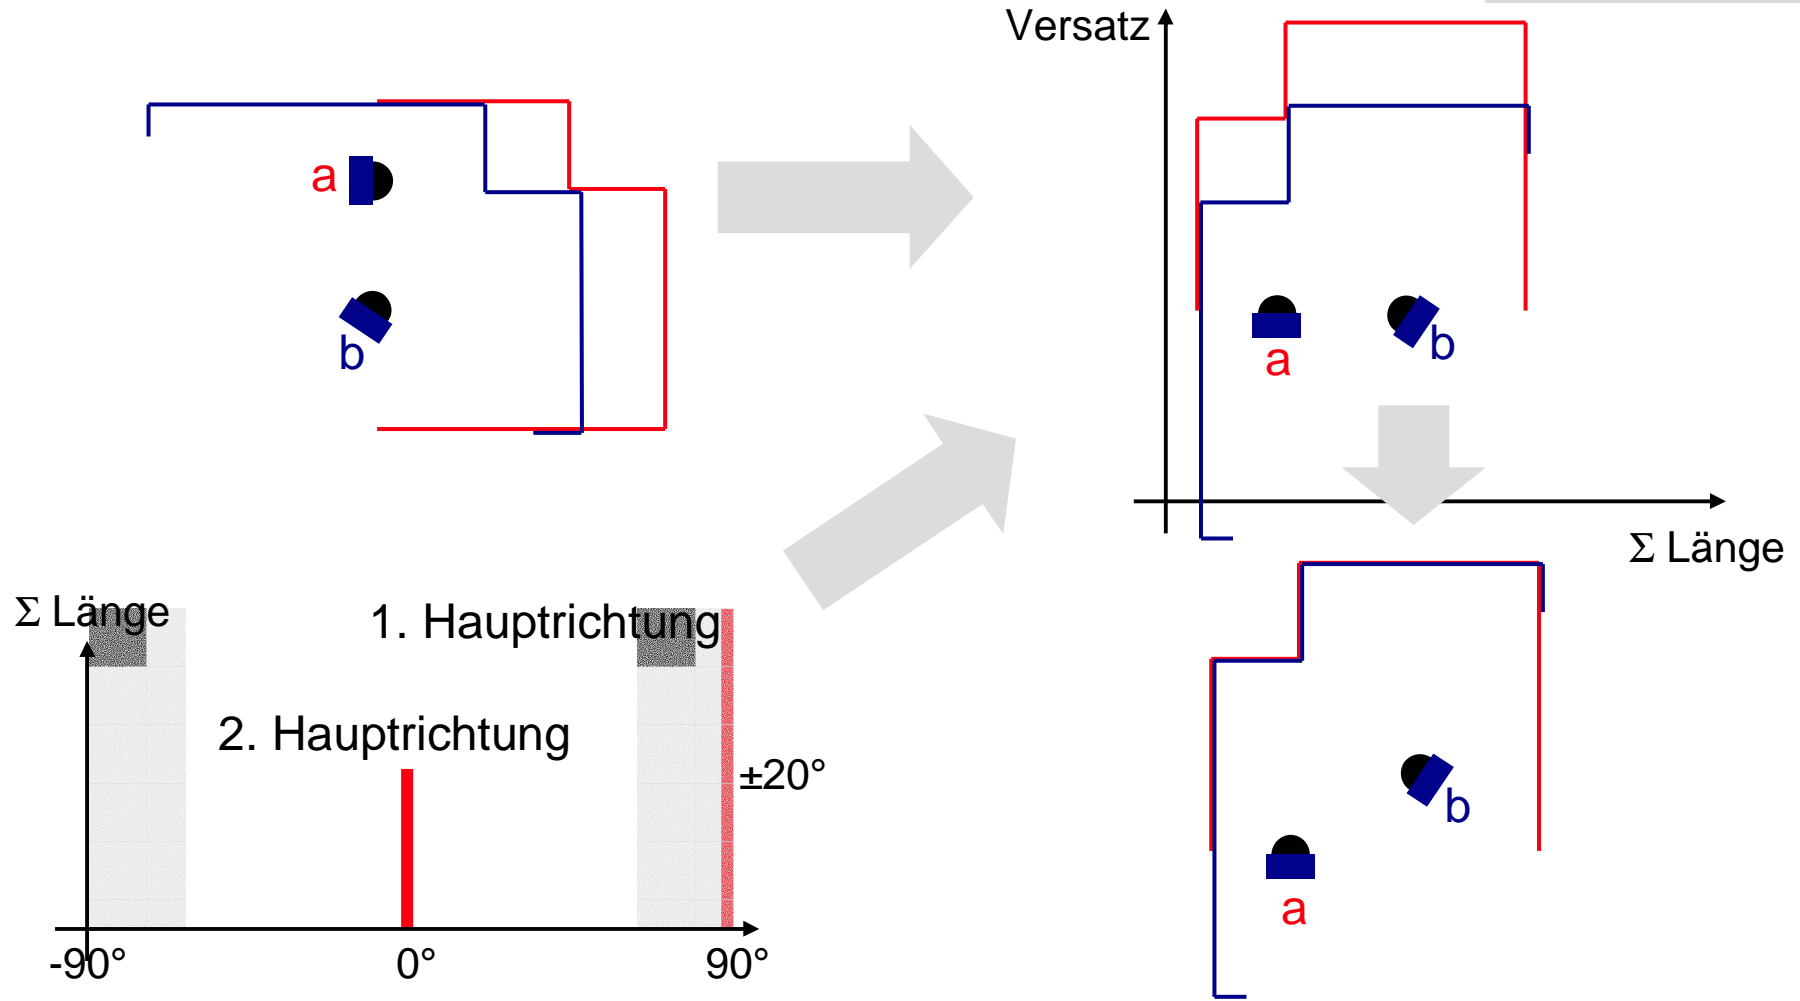 Versatz
a
b
a
b
Σ Länge
Σ Länge
1. Hauptrichtung
2. Hauptrichtung
±20°
b
a
-90°
0°
90°